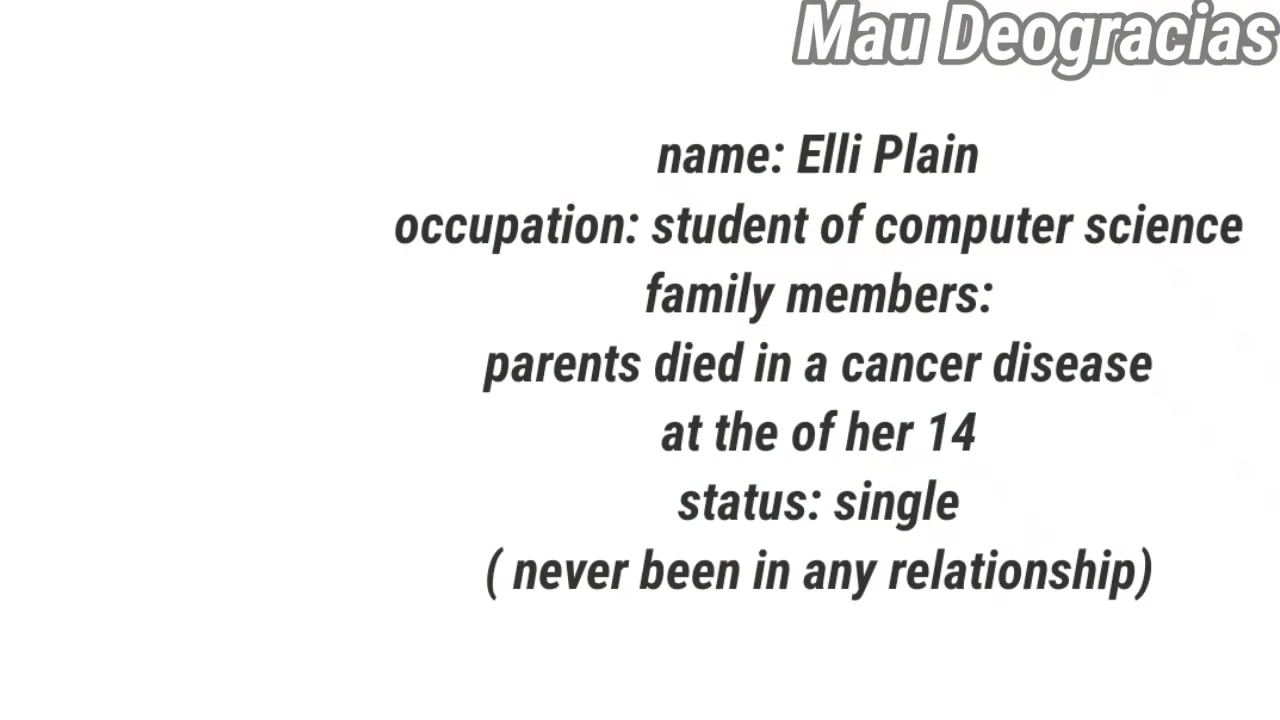 Mau Deogracias
name: Elli Plain
occupation: student of computer science
family members:
parents died in a cancer disease
at the of her 14
status: single
( never been in any relationship)